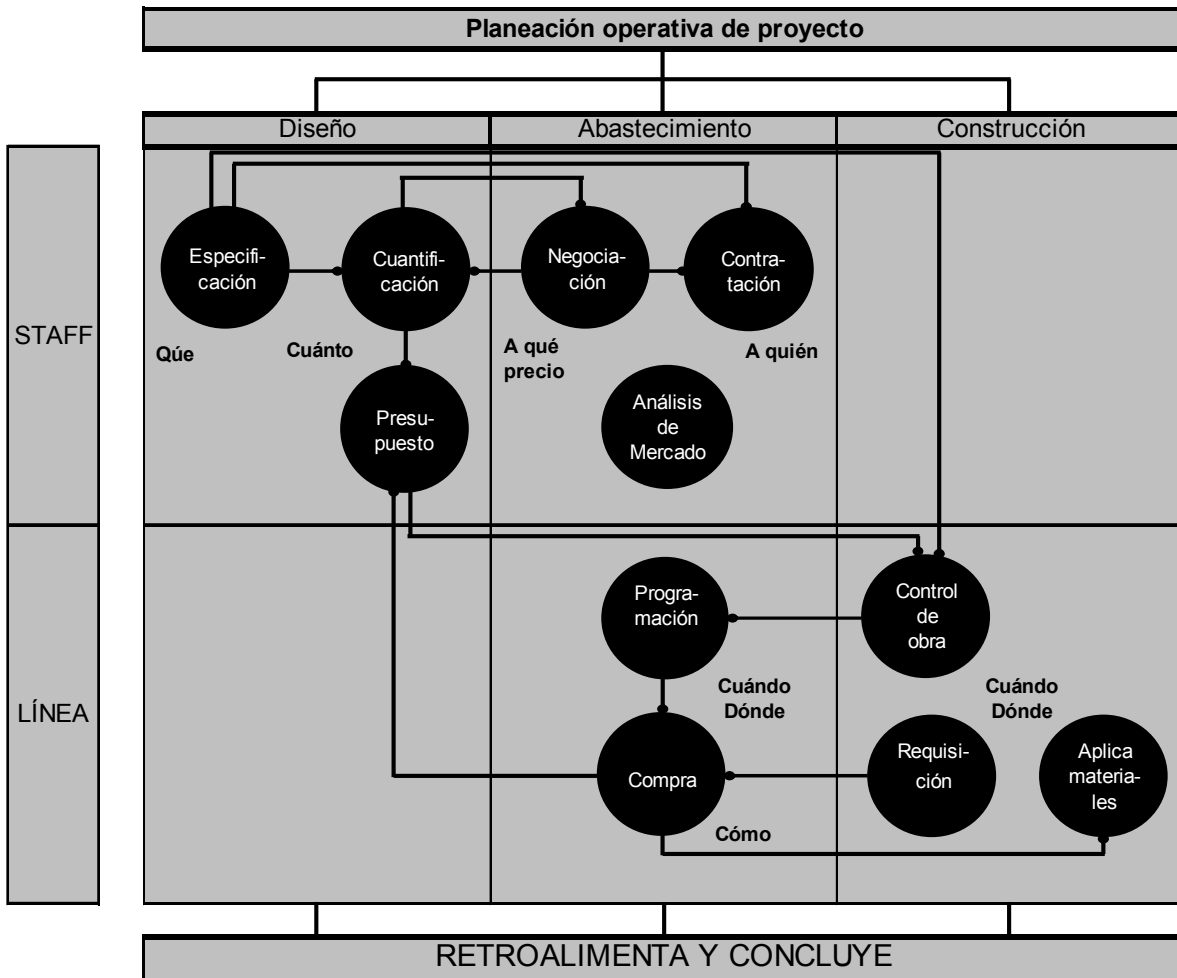 Planeación operativa de proyecto
Diseño
Abastecimiento
Construcción
STAFF
Especifi-
cación
Cuantifi-
cación
Negocia-
ción
Contra-
tación
Qúe
Cuánto
A qué
precio
A quién
Presu-
puesto
Análisis
de
Mercado
LÍNEA
Progra-
mación
Control
de
obra
Cuándo
Dónde
Cuándo
Dónde
Compra
Requisi-
ción
Aplica
materia-
les
Cómo
RETROALIMENTA Y CONCLUYE